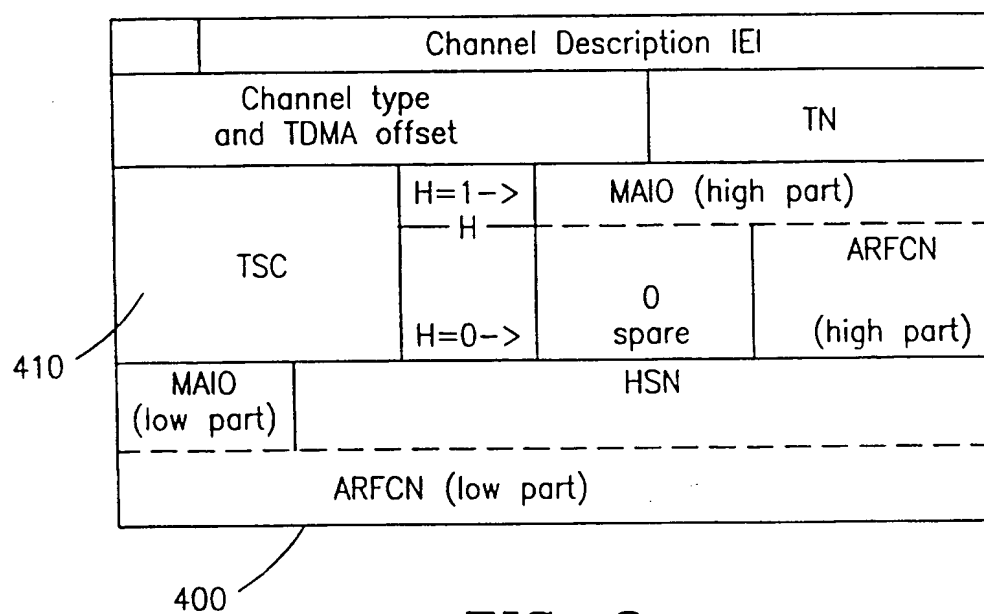 Channel Description IEI
Channel type
and TDMA offset
TN
H=1->
MAIO (high part)
H
TSC
ARFCN
0
spare
H=0->
(high part)
410
MAIO
(low part)
HSN
ARFCN (low part)
400